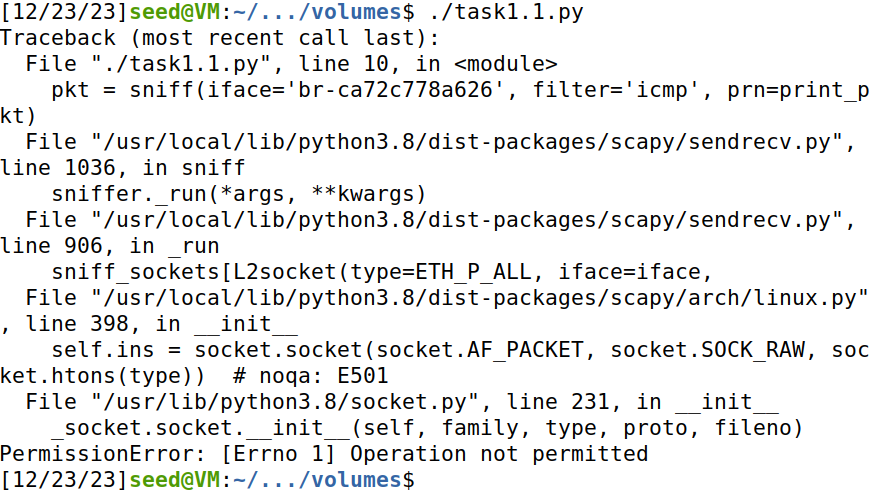 [12/23/23]seed@VM:~/.../volumes$ ./task1.1.py
Traceback (most recent call last):
  File "./task1.1.py", line 10, in <module>
    pkt = sniff(iface='br-ca72c778a626', filter='icmp', prn=print_p
kt)
  File "/usr/local/lib/python3.8/dist-packages/scapy/sendrecv.py",
line 1036, in sniff
    sniffer._run(*args, **kwargs)
  File "/usr/local/lib/python3.8/dist-packages/scapy/sendrecv.py",
line 906, in _run
    sniff_sockets[L2socket(type=ETH_P_ALL, iface=iface,
  File "/usr/local/lib/python3.8/dist-packages/scapy/arch/linux.py"
, line 398, in __init__
    self.ins = socket.socket(socket.AF_PACKET, socket.SOCK_RAW, soc
ket.htons(type))  # noqa: E501
  File "/usr/lib/python3.8/socket.py", line 231, in __init__
    _socket.socket.__init__(self, family, type, proto, fileno)
PermissionError: [Errno 1] Operation not permitted
[12/23/23]seed@VM:~/.../volumes$